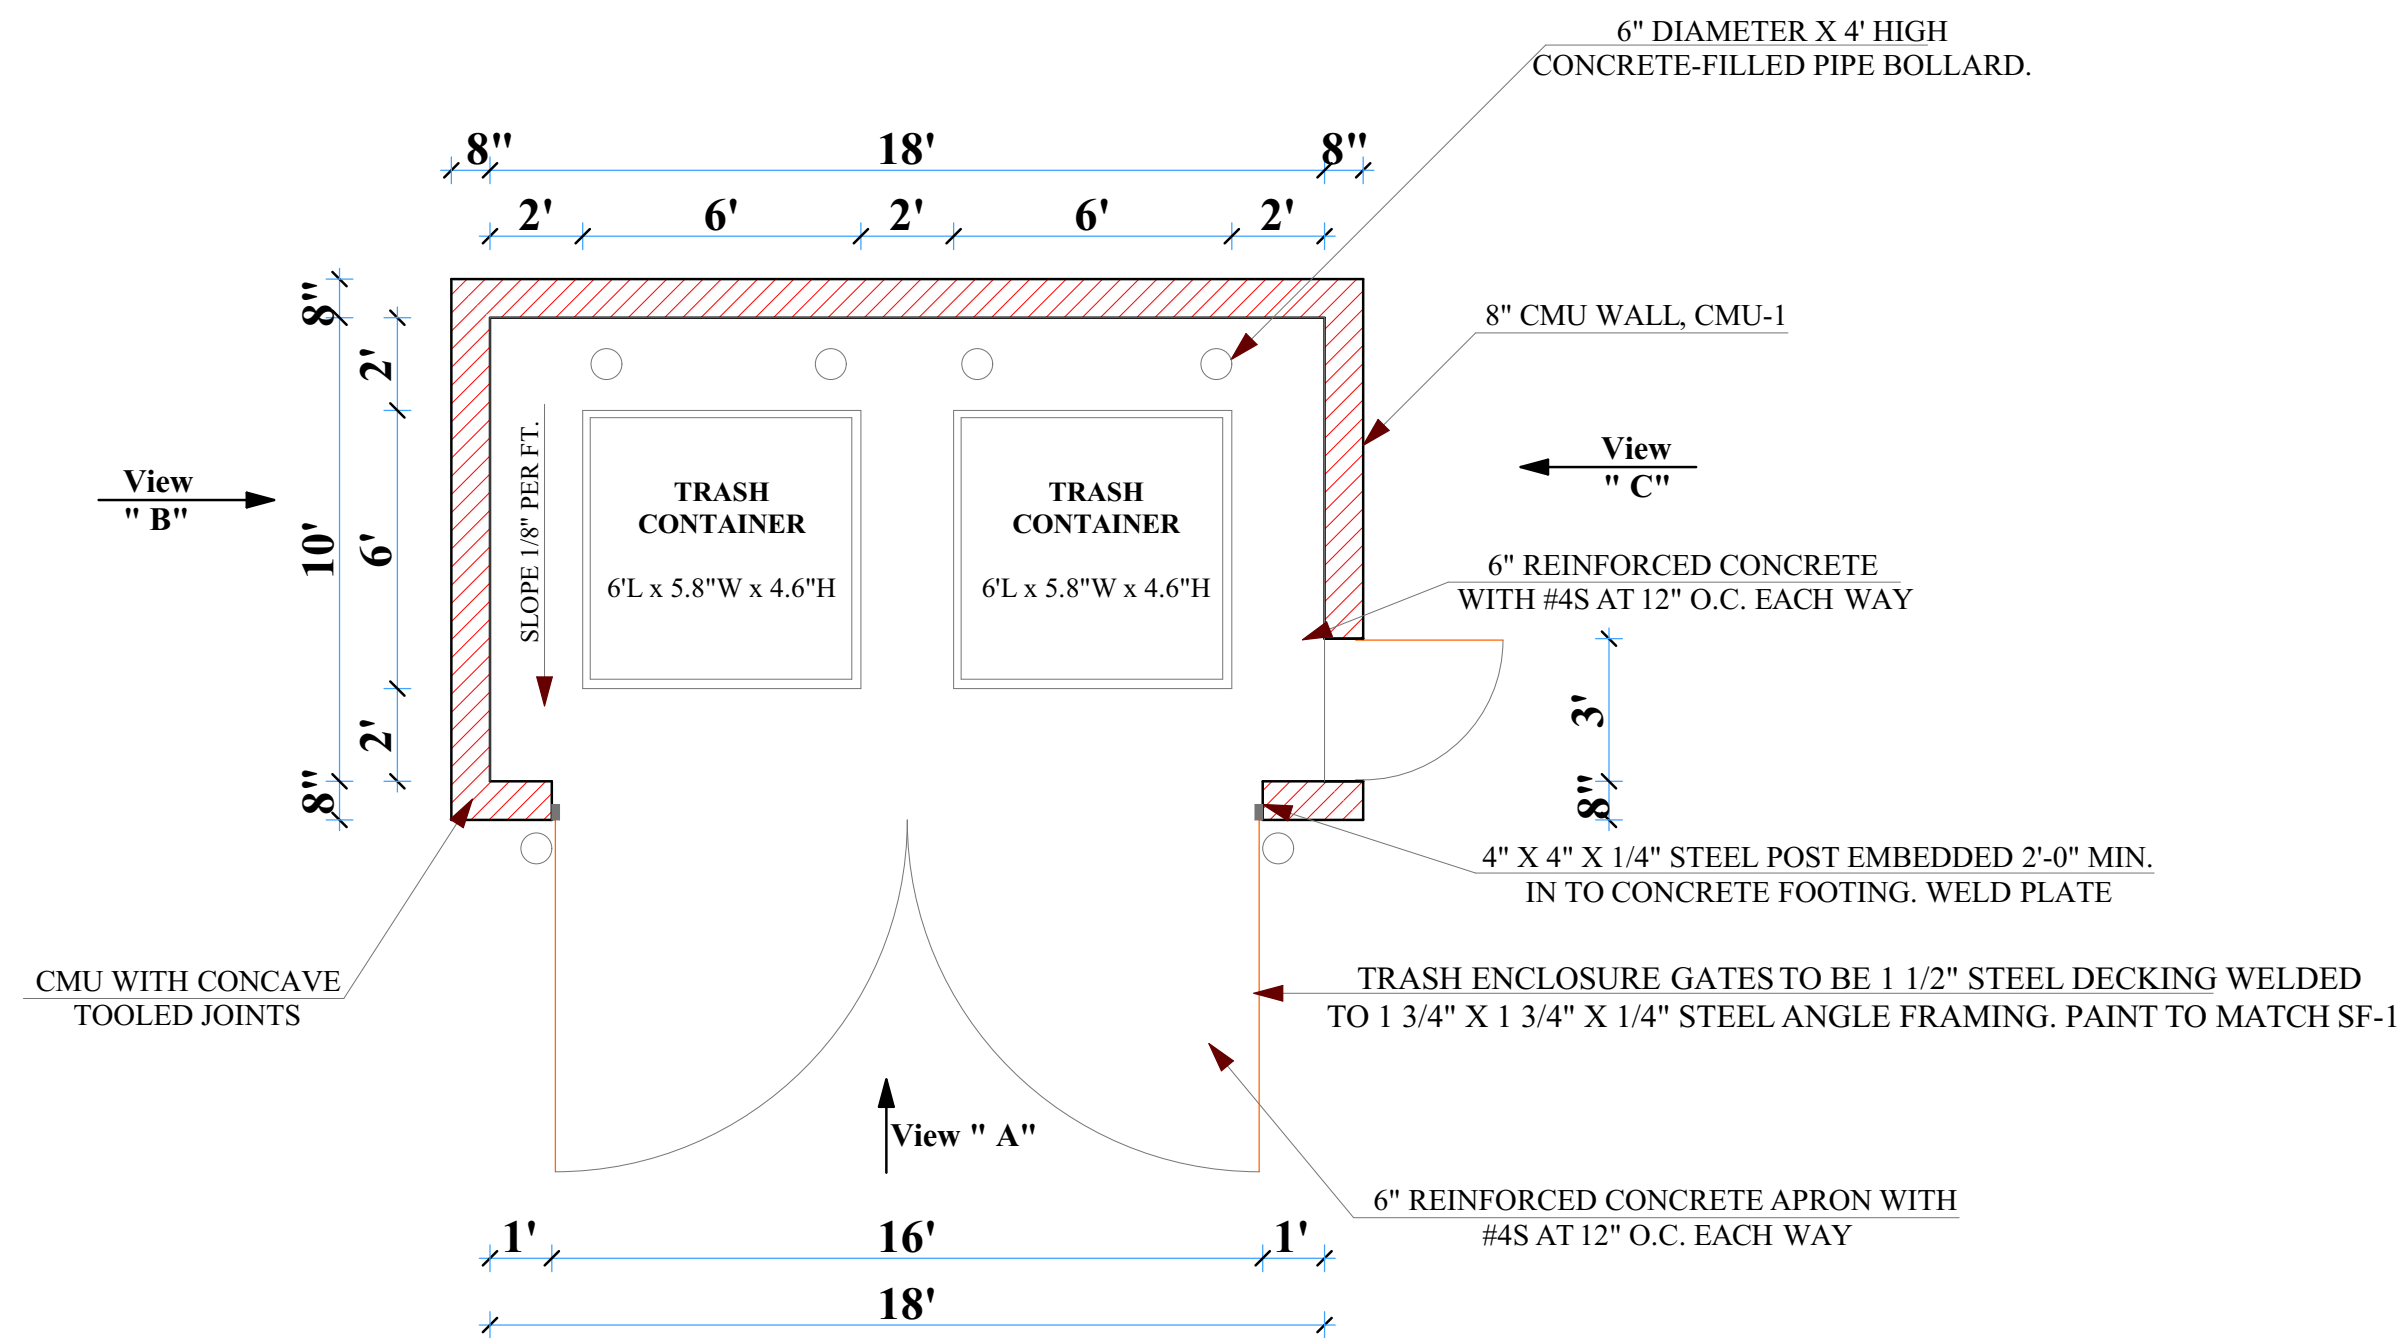 6" DIAMETER X 4' HIGH
CONCRETE-FILLED PIPE BOLLARD.
8" 18' 8"
2' 6' 2' 6' 2'
8"
10'
8"
2'
6'
2'
8" CMU WALL, CMU-1
View
" B"
View
" C"
SLOPE 1/8" PER FT.
TRASH
CONTAINER
6'L x 5.8"W x 4.6"H
TRASH
CONTAINER
6'L x 5.8"W x 4.6"H
6" REINFORCED CONCRETE
WITH #4S AT 12" O.C. EACH WAY
3'
8"
4" X 4" X 1/4" STEEL POST EMBEDDED 2'-0" MIN.
IN TO CONCRETE FOOTING. WELD PLATE
CMU WITH CONCAVE
TOOLED JOINTS
TRASH ENCLOSURE GATES TO BE 1 1/2" STEEL DECKING WELDED
TO 1 3/4" X 1 3/4" X 1/4" STEEL ANGLE FRAMING. PAINT TO MATCH SF-1
View " A"
6" REINFORCED CONCRETE APRON WITH
#4S AT 12" O.C. EACH WAY
1' 16' 1'
18'